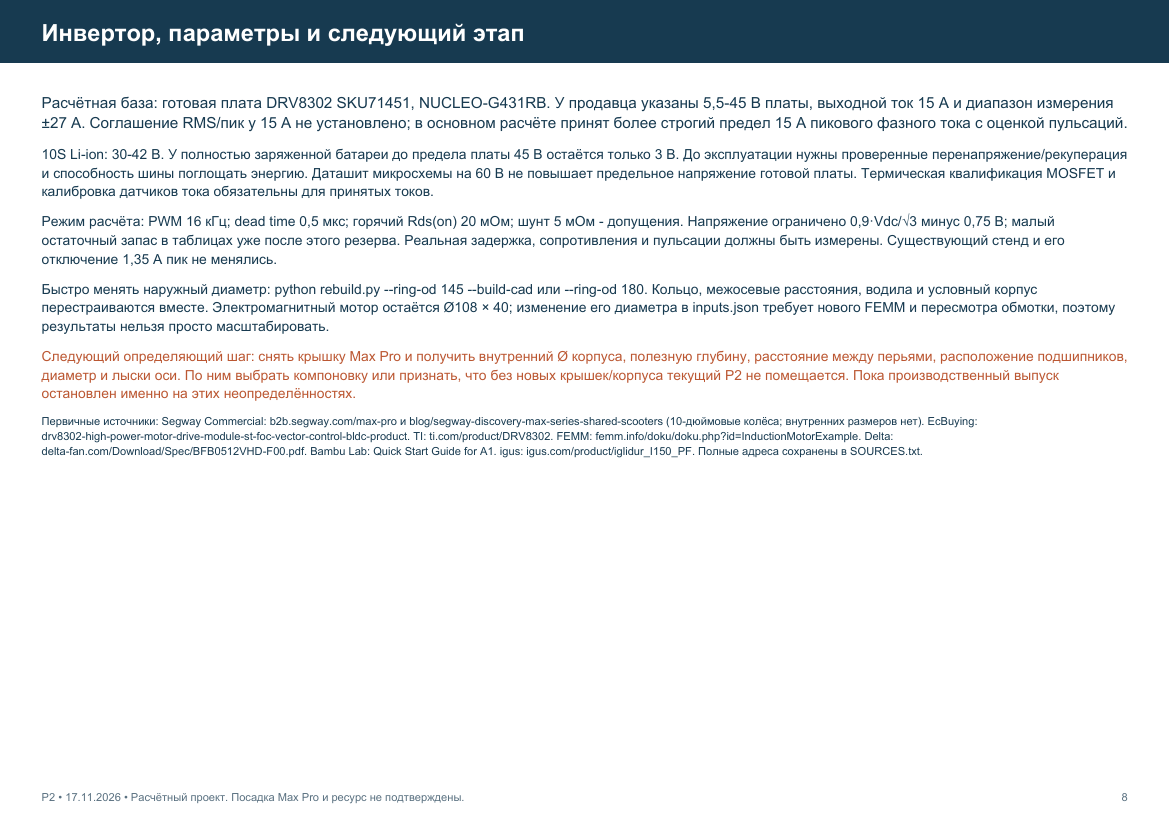 Инвертор, параметры и следующий этап
Расчётная база: готовая плата DRV8302 SKU71451, NUCLEO-G431RB. У продавца указаны 5,5-45 В платы, выходной ток 15 А и диапазон измерения
±27 А. Соглашение RMS/пик у 15 А не установлено; в основном расчёте принят более строгий предел 15 А пикового фазного тока с оценкой пульсаций.
10S Li-ion: 30-42 В. У полностью заряженной батареи до предела платы 45 В остаётся только 3 В. До эксплуатации нужны проверенные перенапряжение/рекуперация
и способность шины поглощать энергию. Даташит микросхемы на 60 В не повышает предельное напряжение готовой платы. Термическая квалификация MOSFET и
калибровка датчиков тока обязательны для принятых токов.
Режим расчёта: PWM 16 кГц; dead time 0,5 мкс; горячий Rds(on) 20 мОм; шунт 5 мОм - допущения. Напряжение ограничено 0,9·Vdc/√3 минус 0,75 В; малый
остаточный запас в таблицах уже после этого резерва. Реальная задержка, сопротивления и пульсации должны быть измерены. Существующий стенд и его
отключение 1,35 А пик не менялись.
Быстро менять наружный диаметр: python rebuild.py --ring-od 145 --build-cad или --ring-od 180. Кольцо, межосевые расстояния, водила и условный корпус
перестраиваются вместе. Электромагнитный мотор остаётся Ø108 × 40; изменение его диаметра в inputs.json требует нового FEMM и пересмотра обмотки, поэтому
результаты нельзя просто масштабировать.
Следующий определяющий шаг: снять крышку Max Pro и получить внутренний Ø корпуса, полезную глубину, расстояние между перьями, расположение подшипников,
диаметр и лыски оси. По ним выбрать компоновку или признать, что без новых крышек/корпуса текущий P2 не помещается. Пока производственный выпуск
остановлен именно на этих неопределённостях.
Первичные источники: Segway Commercial: b2b.segway.com/max-pro и blog/segway-discovery-max-series-shared-scooters (10-дюймовые колёса; внутренних размеров нет). EcBuying:
drv8302-high-power-motor-drive-module-st-foc-vector-control-bldc-product. TI: ti.com/product/DRV8302. FEMM: femm.info/doku/doku.php?id=InductionMotorExample. Delta:
delta-fan.com/Download/Spec/BFB0512VHD-F00.pdf. Bambu Lab: Quick Start Guide for A1. igus: igus.com/product/iglidur_I150_PF. Полные адреса сохранены в SOURCES.txt.
P2 • 17.11.2026 • Расчётный проект. Посадка Max Pro и ресурс не подтверждены.
8